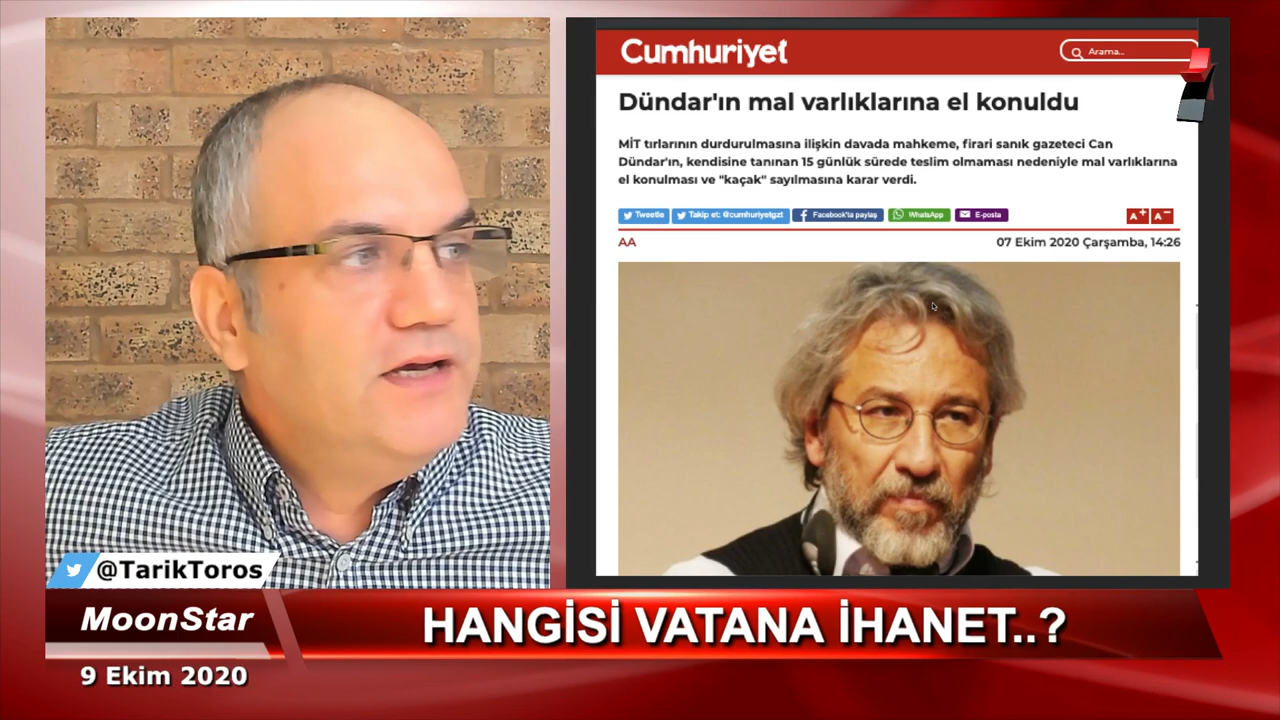 Cumhuriyet
Arama...
Dündar'ın mal varlıklarına el konuldu
MİT tırlarının durdurulmasına ilişkin davada mahkeme, firari sanık gazeteci Can
Dündar'ın, kendisine tanınan 15 günlük sürede teslim olmaması nedeniyle mal varlıklarına
el konulması ve "kaçak" sayılmasına karar verdi.
Tweetle
Takip et: @cumhuriyetgzt
Facebook'ta paylaş
WhatsApp
E-posta
A+
A-
AA
07 Ekim 2020 Çarşamba, 14:26
@TarikToros
MoonStar
HANGİSİ VATANA İHANET..?
9 Ekim 2020